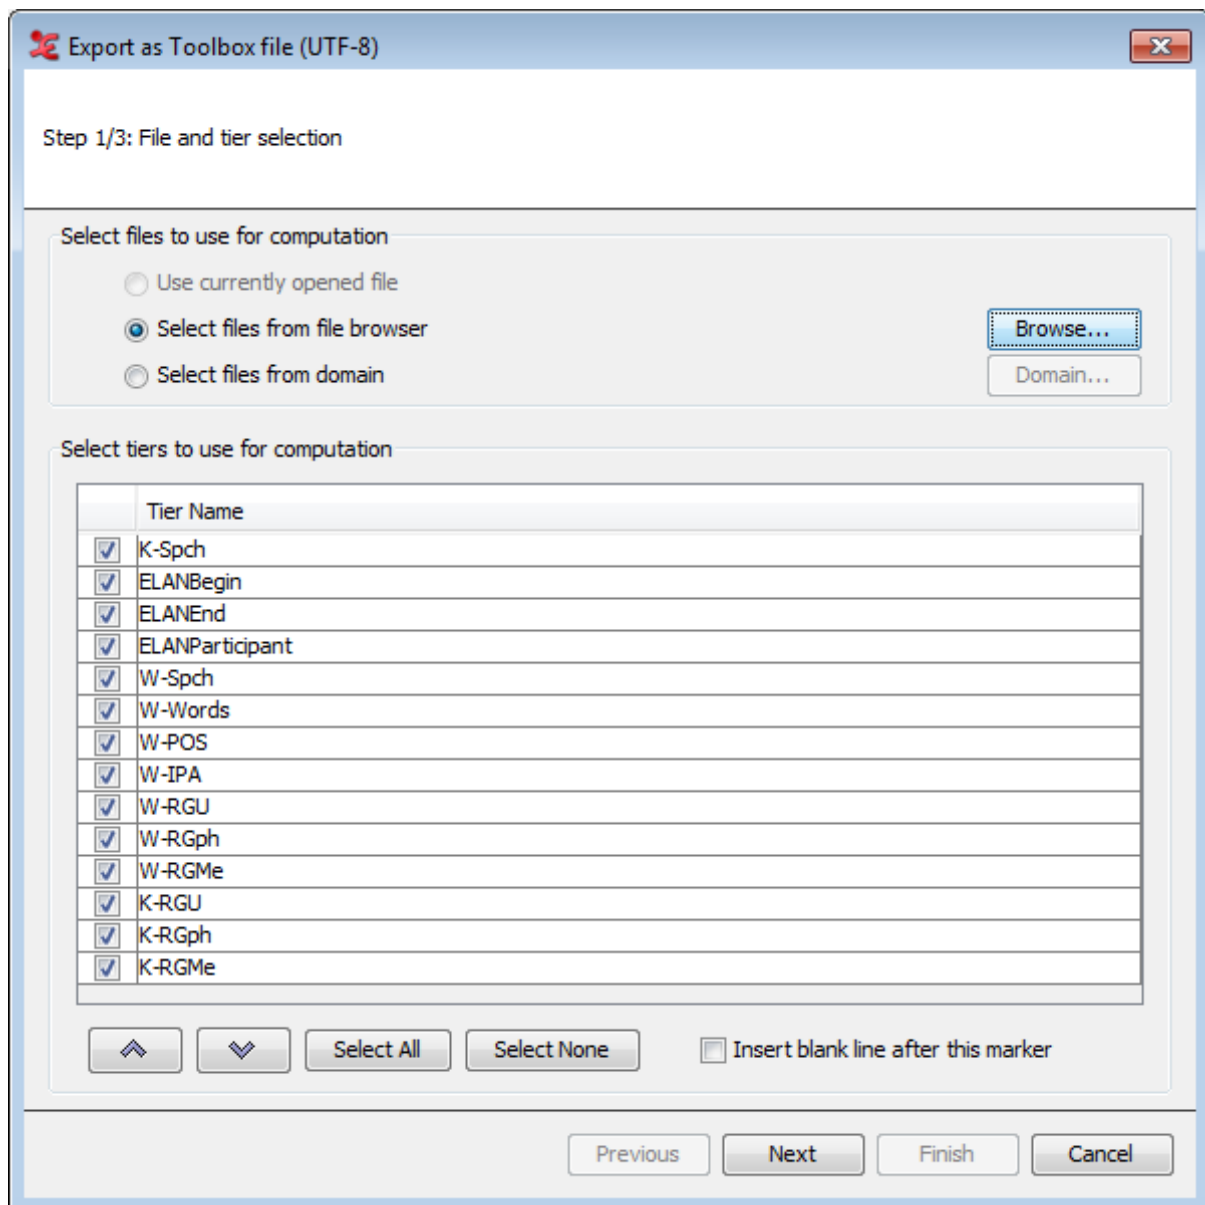 Export as Toolbox file (UTF-8)
Step 1/3: File and tier selection
Select files to use for computation
Use currently opened file
Select files from file browser
Browse...
Select files from domain
Domain...
Select tiers to use for computation
Tier Name
K-Spch
ELANBegin
ELANEnd
ELANParticipant
W-Spch
W-Words
W-POS
W-IPA
W-RGU
W-RGph
W-RGMe
K-RGU
K-RGph
K-RGMe
Select All
Select None
Insert blank line after this marker
Previous
Next
Finish
Cancel